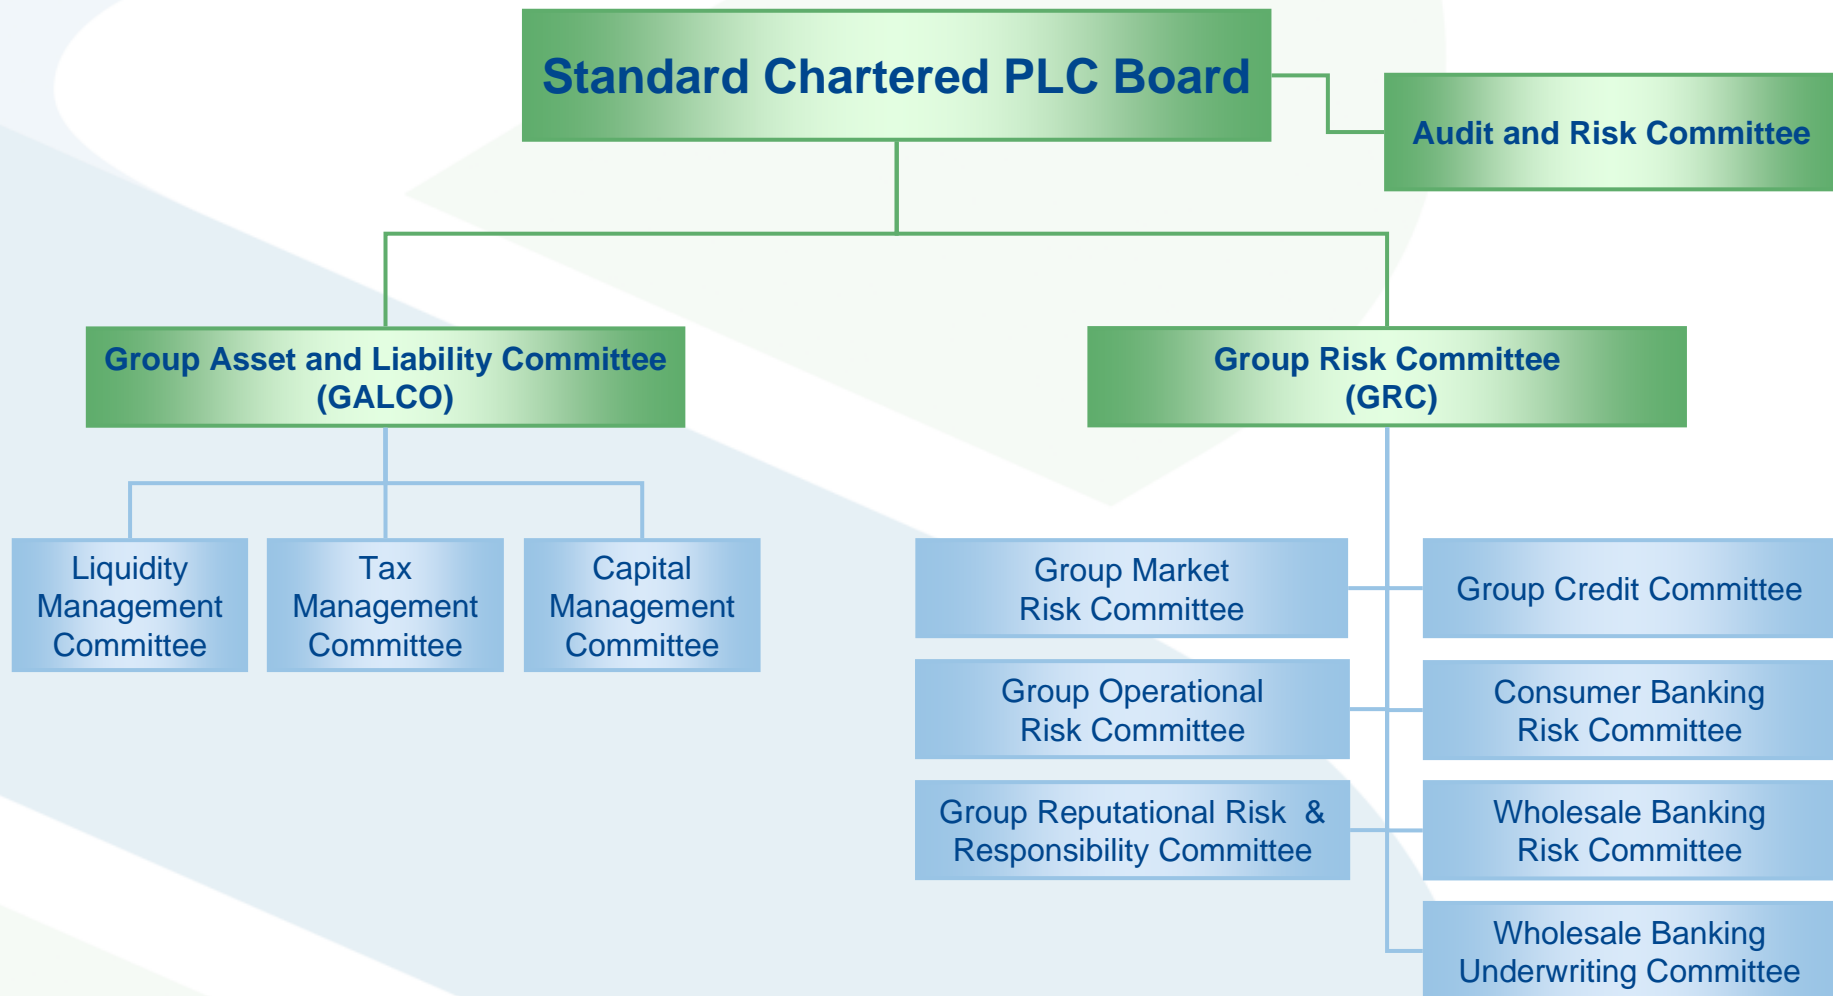 Standard Chartered PLC Board
Audit and Risk Committee
Group Asset and Liability Committee
(GALCO)
Group Risk Committee
(GRC)
Liquidity
Management
Committee
Tax
Management
Committee
Capital
Management
Committee
Group Market
Risk Committee
Group Credit Committee
Group Operational
Risk Committee
Consumer Banking
Risk Committee
Group Reputational Risk  &
Responsibility Committee
Wholesale Banking
Risk Committee
Wholesale Banking
Underwriting Committee